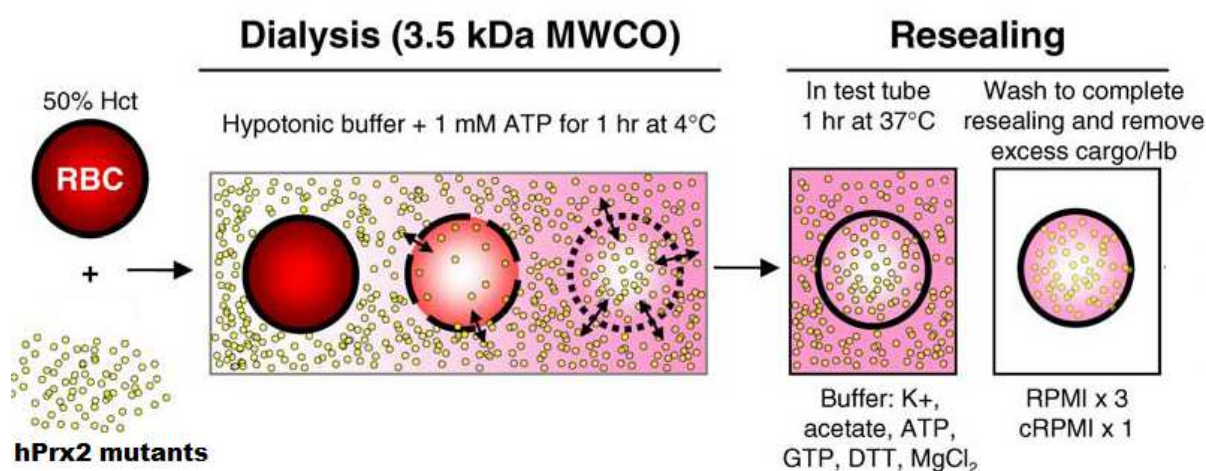 Dialysis (3.5 kDa MWCO)
Resealing
50% Hct
Hypotonic buffer + 1 mM ATP for 1 hr at 4°C
In test tube
1 hr at 37°C
Wash to complete
resealing and remove
excess cargo/Hb
RBC
+
hPrx2 mutants
Buffer: K+,
acetate, ATP,
GTP, DTT, MgCl₂
RPMI x 3
cRPMI x 1